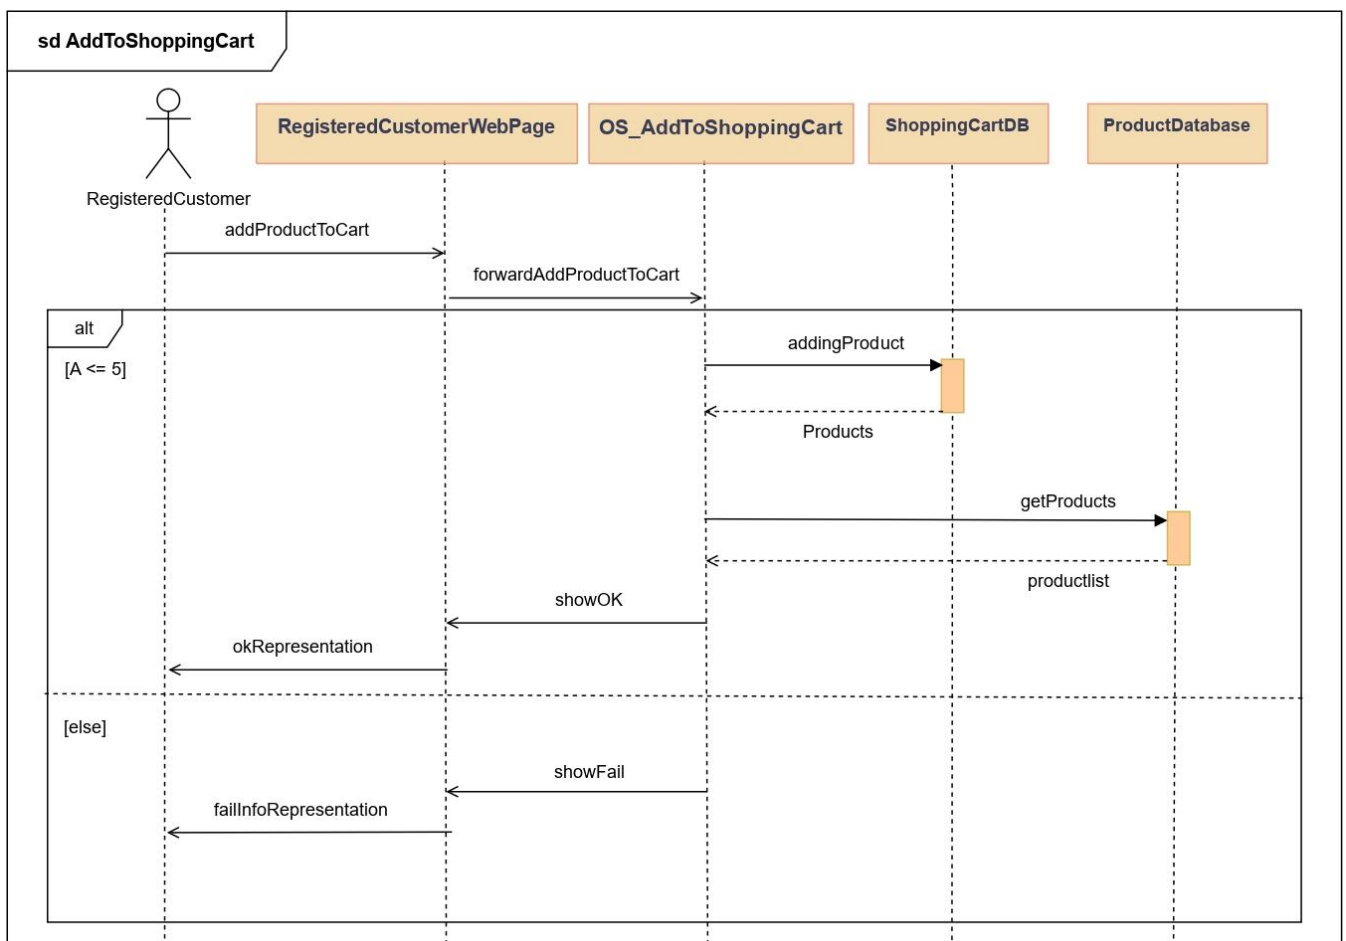 sd AddToShoppingCart
RegisteredCustomerWebPage
OS_AddToShoppingCart
ShoppingCartDB
ProductDatabase
RegisteredCustomer
addProductToCart
forwardAddProductToCart
alt
[A <= 5]
addingProduct
Products
getProducts
productlist
showOK
okRepresentation
[else]
showFail
failInfoRepresentation